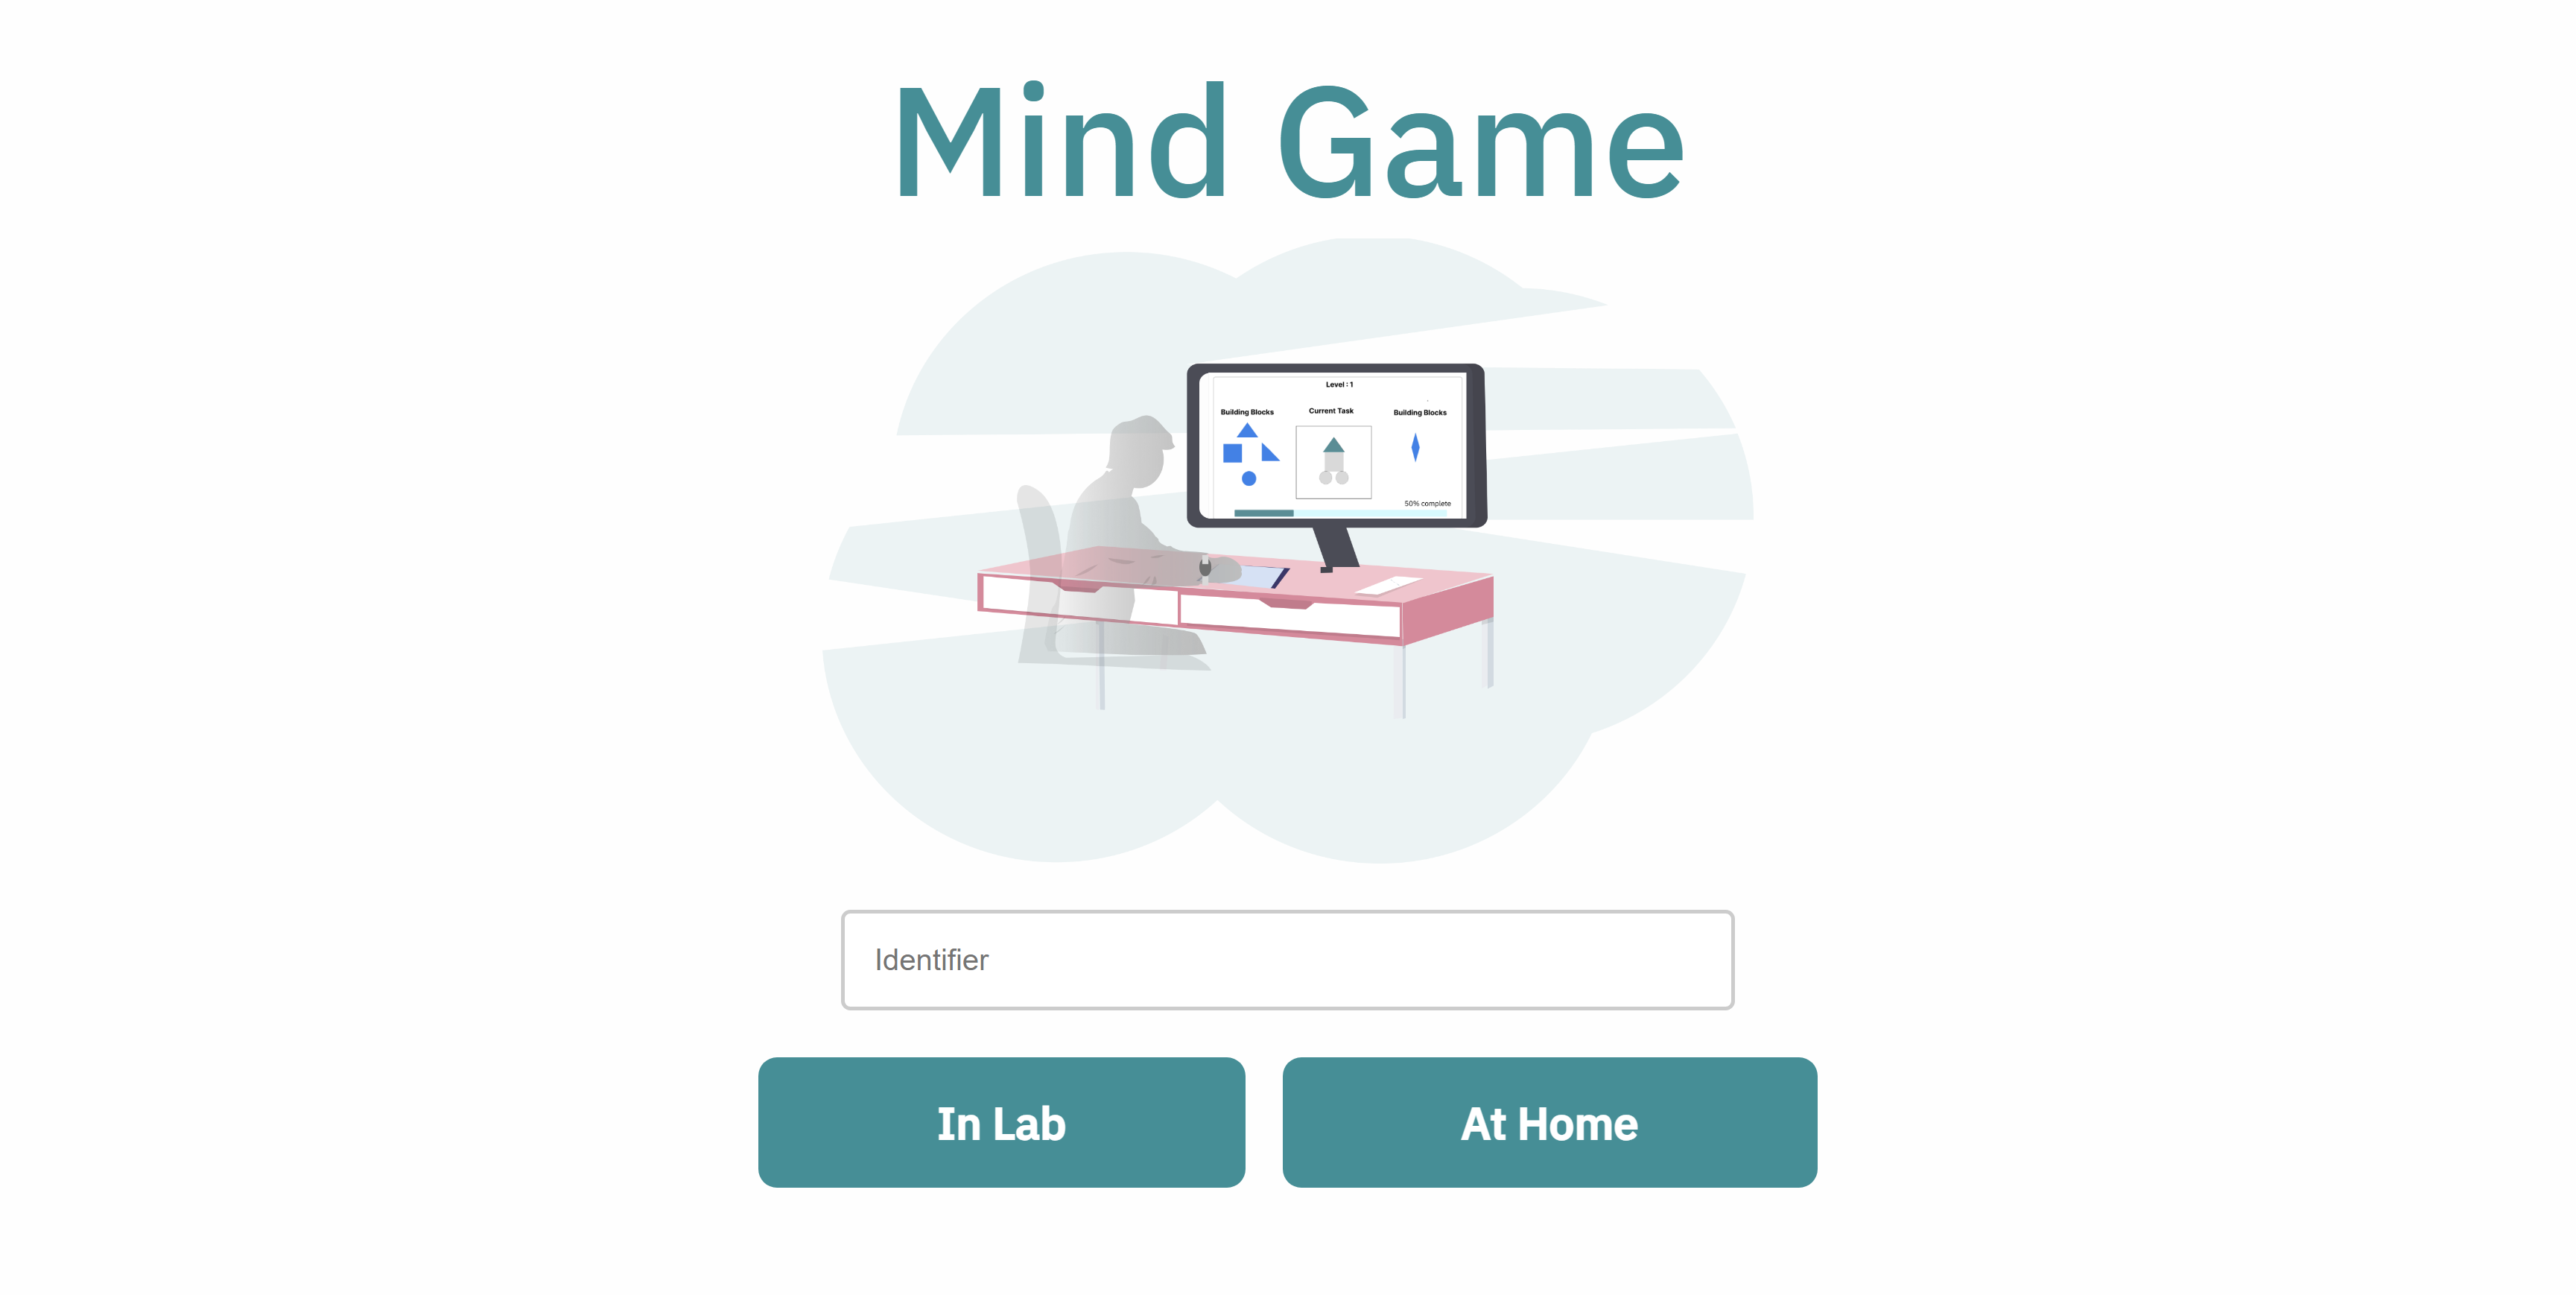 Mind Game
Level : 1
Building Blocks
Current Task
Building Blocks
50% complete
Identifier
In Lab
At Home